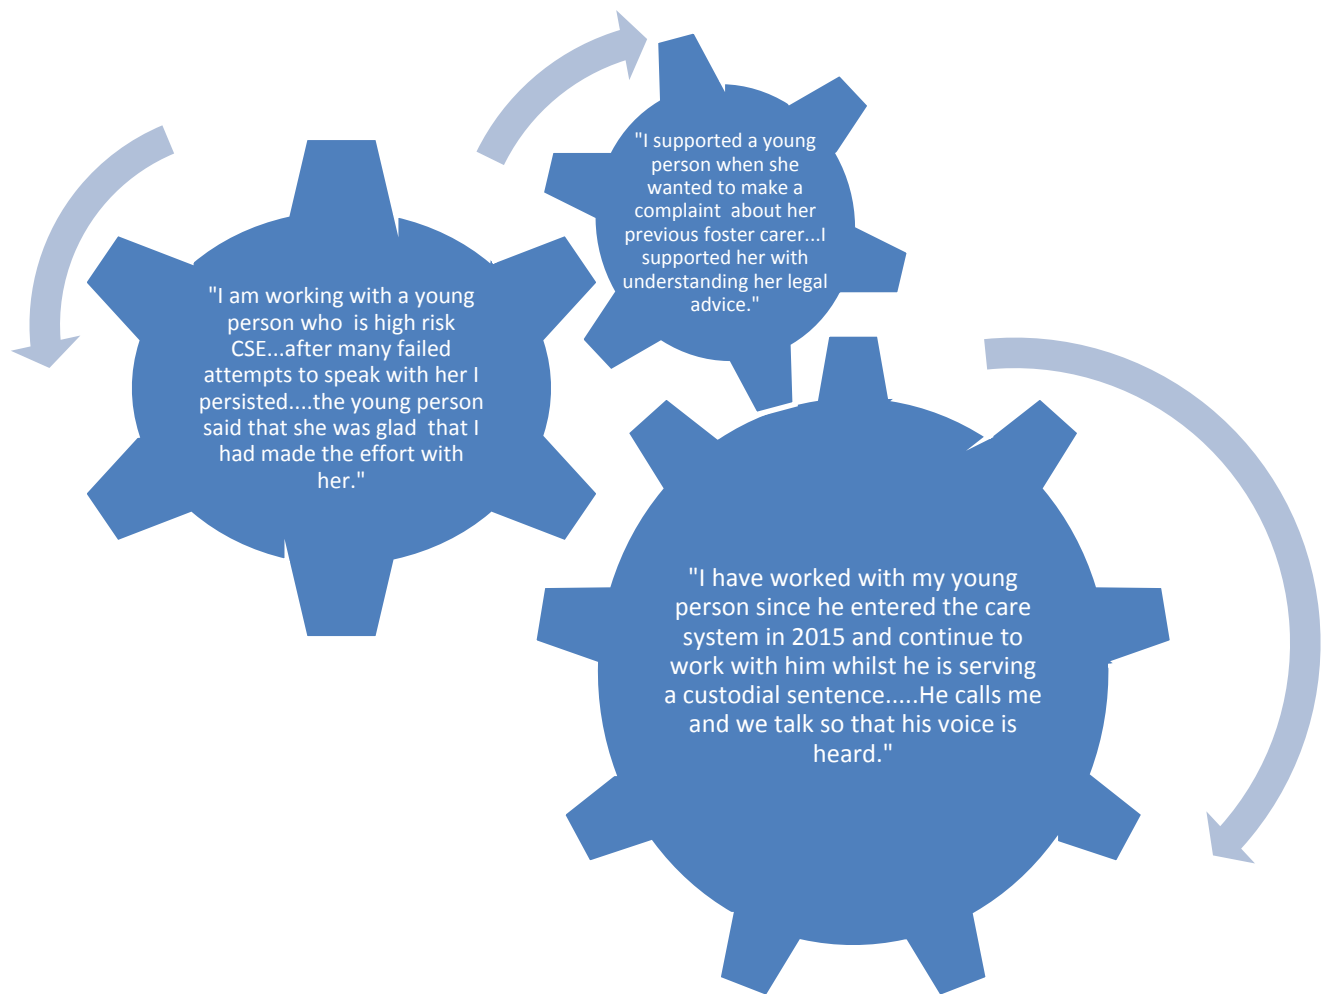 "I supported a young
person when she
wanted to make a
complaint  about her
previous foster carer...I
supported her with
understanding her legal
advice."
"I am working with a young
person who  is high risk
CSE...after many failed
attempts to speak with her I
persisted....the young person
said that she was glad  that I
had made the effort with
her."
"I have worked with my young
person since he entered the care
system in 2015 and continue to
work with him whilst he is serving
a custodial sentence.....He calls me
and we talk so that his voice is
heard."